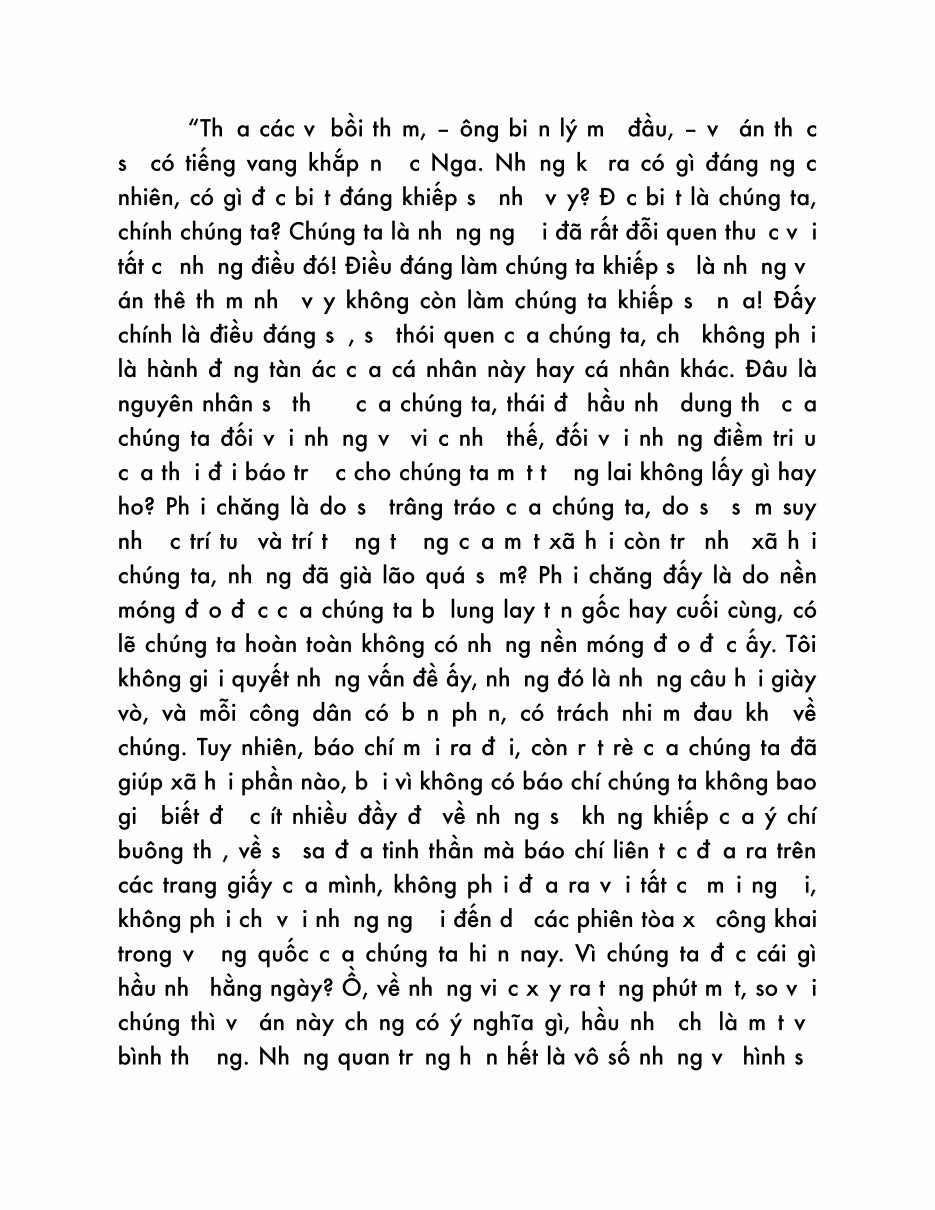 “Th a các v bồi th m, – ông bi n lý m đầu, – v án th c
s có tiếng vang khắp n c Nga. Nh ng k ra có gì đáng ng c
nhiên, có gì đ c bi t đáng khiếp s nh v y? Đ c bi t là chúng ta,
chính chúng ta? Chúng ta là nh ng ng i đã rất đỗi quen thu c v i
tất c nh ng điều đó! Điều đáng làm chúng ta khiếp s là nh ng v
án thê th m nh v y không còn làm chúng ta khiếp s n a! Đấy
chính là điều đáng s , s thói quen c a chúng ta, ch không ph i
là hành đ ng tàn ác c a cá nhân này hay cá nhân khác. Đâu là
nguyên nhân s th c a chúng ta, thái đ hầu nh dung th c a
chúng ta đối v i nh ng v vi c nh thế, đối v i nh ng điềm tri u
c a th i đ i báo tr c cho chúng ta m t t ng lai không lấy gì hay
ho? Ph i chăng là do s trâng tráo c a chúng ta, do s s m suy
nh c trí tu và trí t ng t ng c a m t xã h i còn tr nh xã h i
chúng ta, nh ng đã già lão quá s m? Ph i chăng đấy là do nền
móng đ o đ c c a chúng ta b lung lay t n gốc hay cuối cùng, có
lẽ chúng ta hoàn toàn không có nh ng nền móng đ o đ c ấy. Tôi
không gi i quyết nh ng vấn đề ấy, nh ng đó là nh ng câu h i giày
vò, và mỗi công dân có b n ph n, có trách nhi m đau kh về
chúng. Tuy nhiên, báo chí m i ra đ i, còn r t rè c a chúng ta đã
giúp xã h i phần nào, b i vì không có báo chí chúng ta không bao
gi biết đ c ít nhiều đầy đ về nh ng s kh ng khiếp c a ý chí
buông th , về s sa đ a tinh thần mà báo chí liên t c đ a ra trên
các trang giấy c a mình, không ph i đ a ra v i tất c m i ng i,
không ph i ch v i nh ng ng i đến d các phiên tòa x công khai
trong v ng quốc c a chúng ta hi n nay. Vì chúng ta đ c cái gì
hầu nh hằng ngày? Ồ, về nh ng vi c x y ra t ng phút m t, so v i
chúng thì v án này ch ng có ý nghĩa gì, hầu nh ch là m t v
bình th ng. Nh ng quan tr ng h n hết là vô số nh ng v hình s